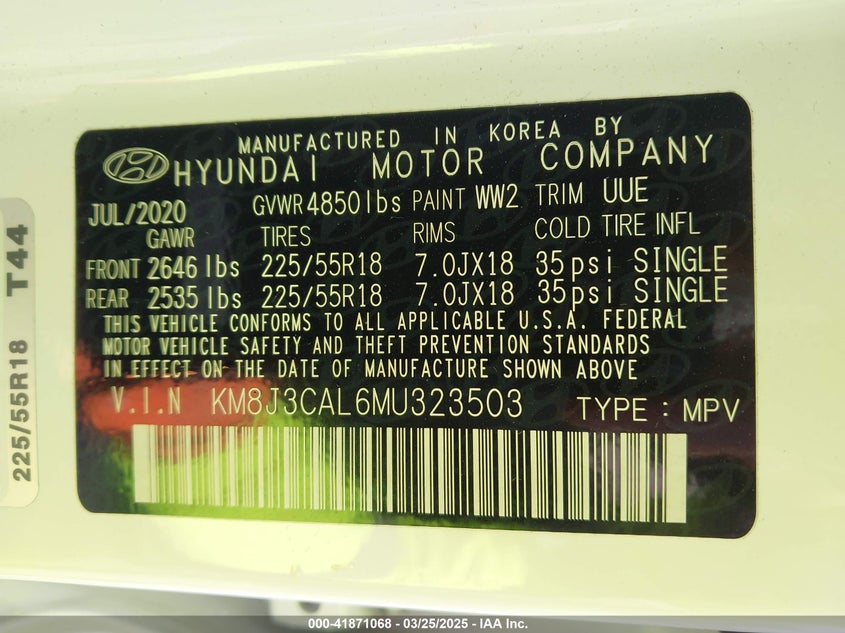 MANUFACTURED IN KOREA BY
HYUNDAI MOTOR COMPANY
JUL/2020 GVWR 4850lbs PAINT WW2 TRIM UUE
GAWR TIRES RIMS COLD TIRE INFL
FRONT 2646 lbs 225/55R18 7.0JX18 35psi SINGLE
REAR 2535 lbs 225/55R18 7.0JX18 35psi SINGLE
THIS VEHICLE CONFORMS TO ALL APPLICABLE U.S.A. FEDERAL
MOTOR VEHICLE SAFETY AND THEFT PREVENTION STANDARDS
IN EFFECT ON THE DATE OF MANUFACTURE SHOWN ABOVE
V.I.N KM8J3CAL6MU323503 TYPE : MPV
225/55R18 T44
000-41871068 / 03/25/2025 - IAA Inc.